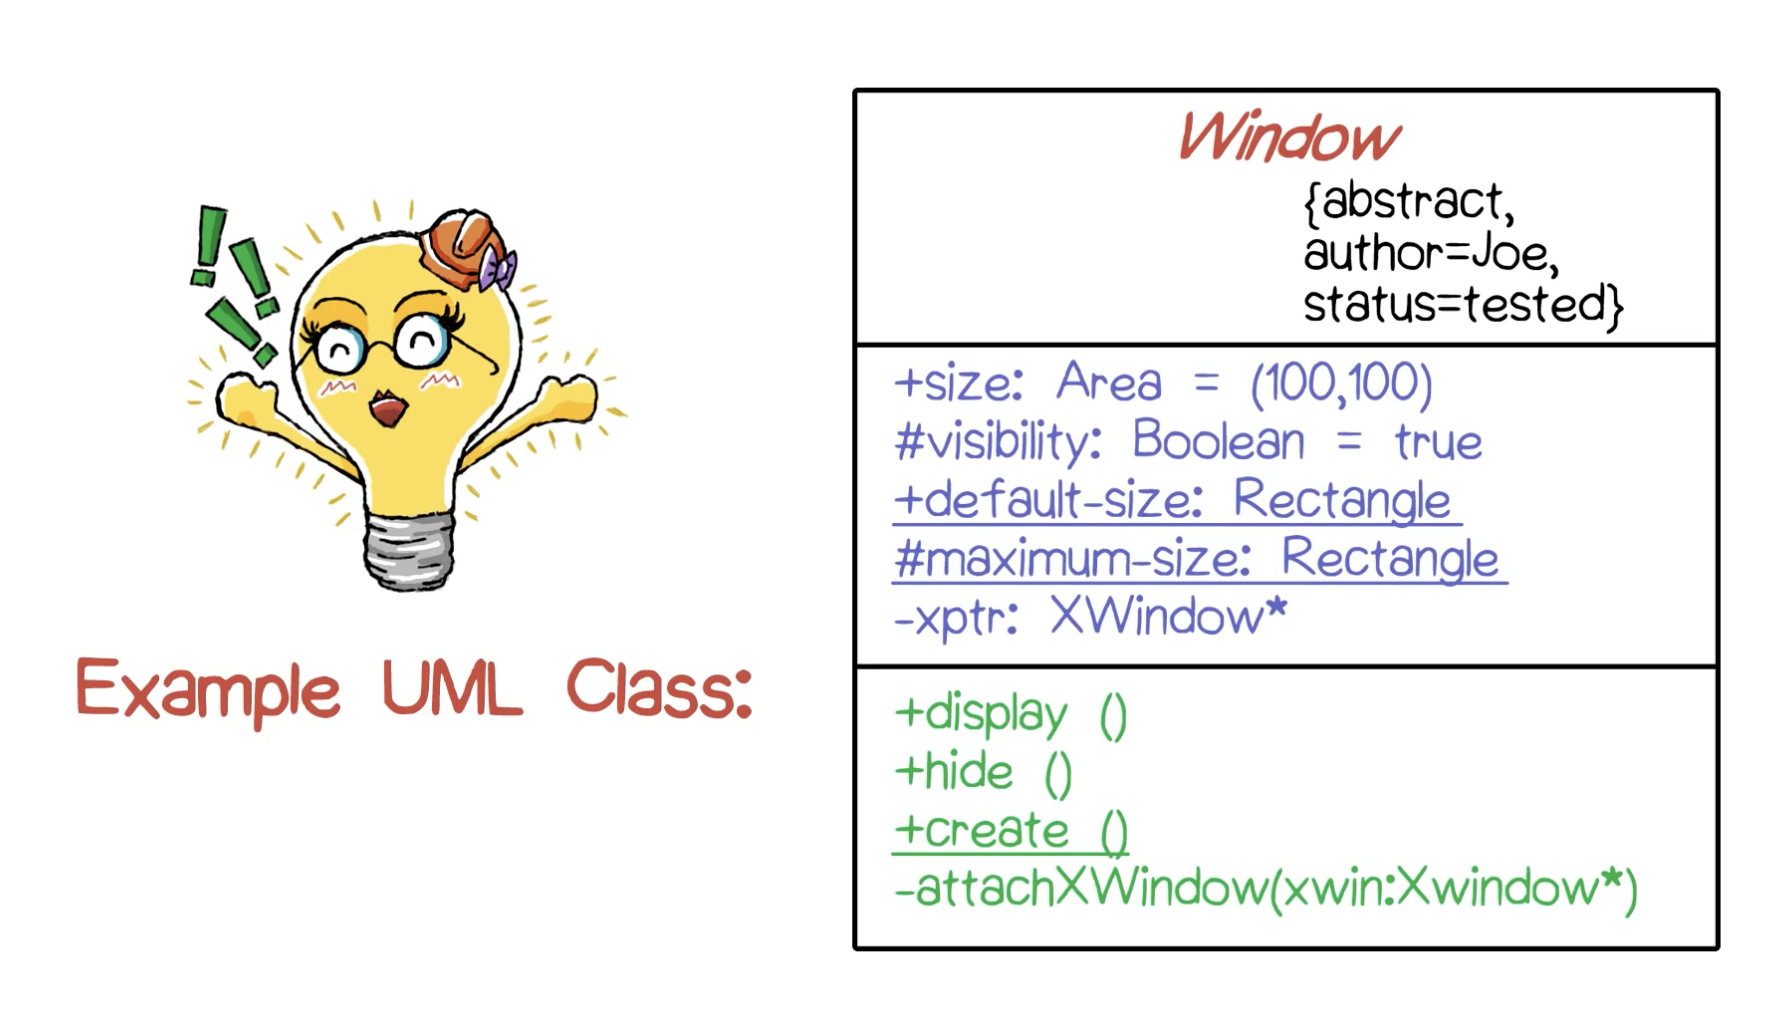 Example UML Class:
Window
{abstract,
author=Joe,
status=tested}
+size: Area = (100,100)
#visibility: Boolean = true
+default-size: Rectangle
#maximum-size: Rectangle
-xptr: XWindow*
+display ()
+hide ()
+create ()
-attachXWindow(xwin:Xwindow*)